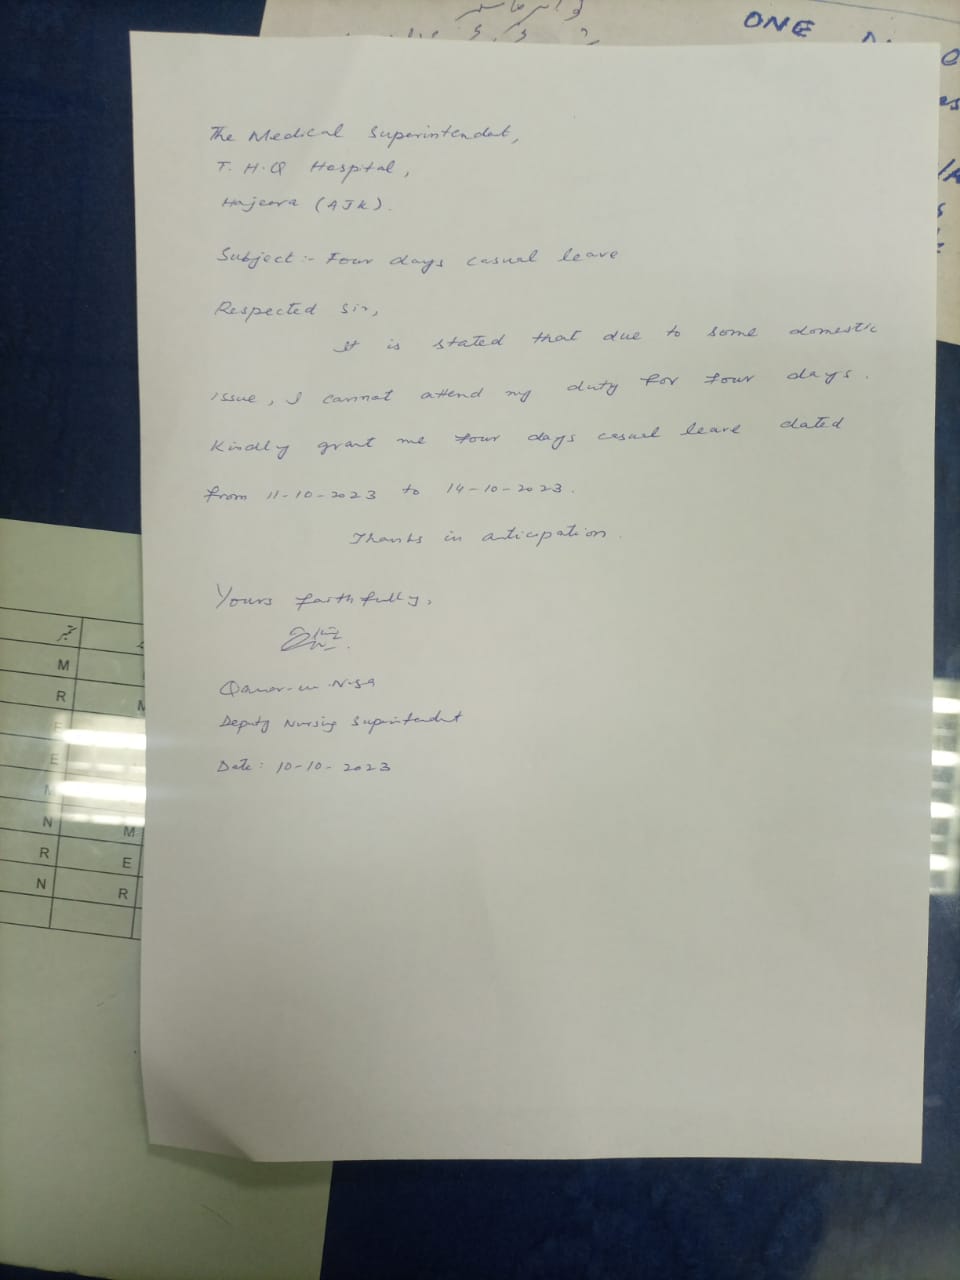 ONE
The Medical Superintendent,
T. H.Q Hospital,
Hajeera (AJK).
Subject :- Four days casual leave
Respected Sir,
It is stated that due to some domestic
issue, I cannot attend my duty for four days.
Kindly grant me four days casual leave dated
from 11-10-2023 to 14-10-2023.
Thanks in anticipation.
Yours faithfully,
Qamar-un-Nisa
Deputy Nursing Superintendent
Date: 10-10-2023
M
R M
E
E
N M
R E
N R